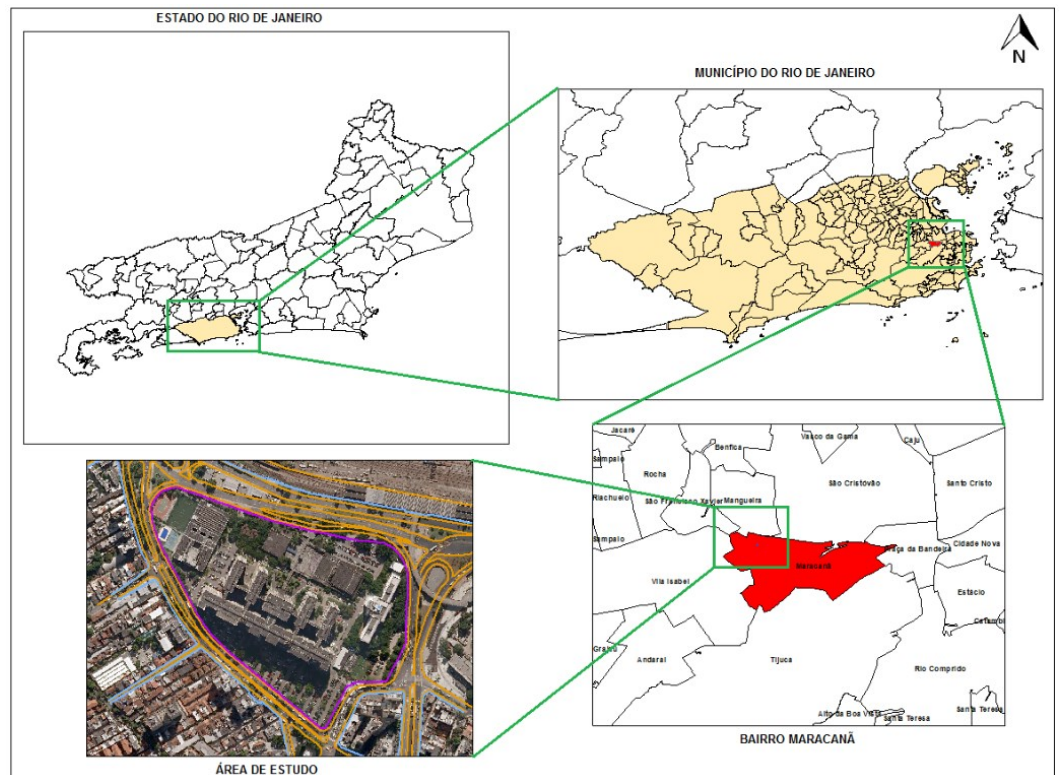 ESTADO DO RIO DE JANEIRO
N
MUNICÍPIO DO RIO DE JANEIRO
Jacaré
Vasco da Gama
Caju
Benfica
Sampaio
Rocha
São Cristóvão
Santo Cristo
Riachuelo
São Francisco Xavier
Mangueira
Sampaio
Praça da Bandeira
Cidade Nova
Maracanã
Vila Isabel
Estácio
Catumbi
Grajaú
Andaraí
Tijuca
Rio Comprido
Alto da Boa Vista
Santa Teresa
Santa Teresa
BAIRRO MARACANÃ
ÁREA DE ESTUDO